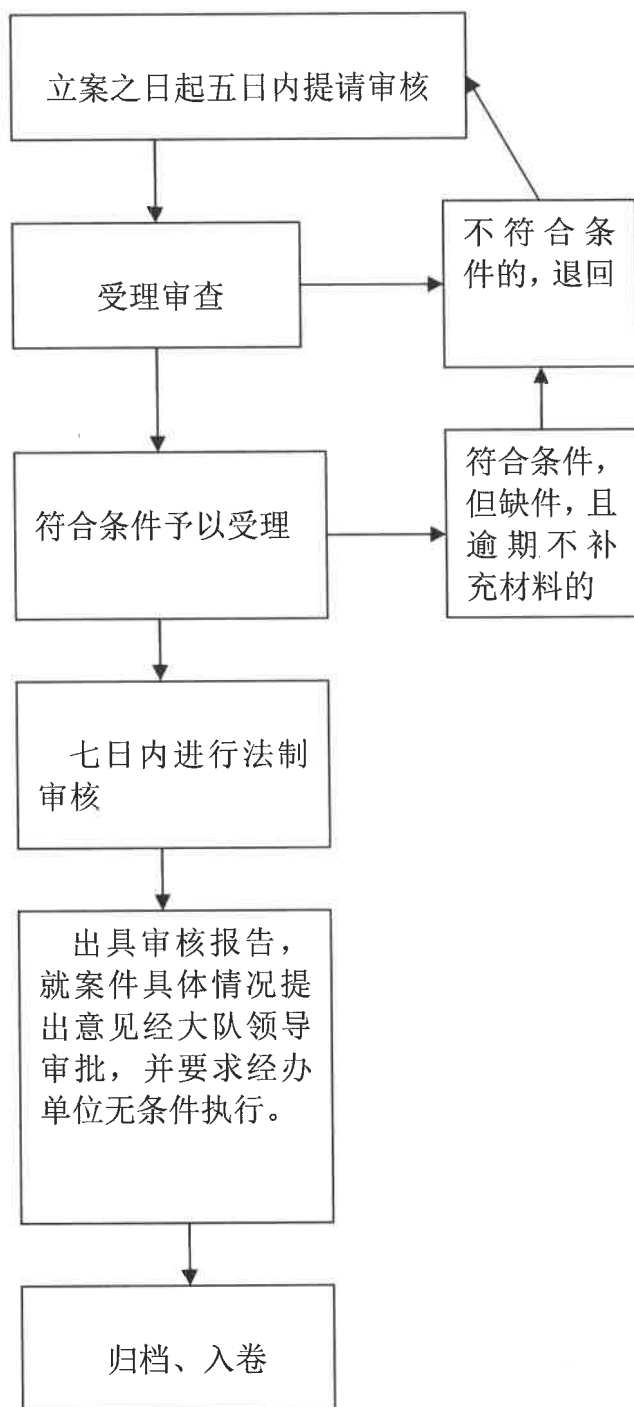 立案之日起五日内提请审核
受理审查
不符合条
件的，退回
符合条件予以受理
符合条件，
但缺件，且
逾期不补
充材料的
七日内进行法制
审核
出具审核报告，
就案件具体情况提
出意见经大队领导
审批，并要求经办
单位无条件执行。
归档、入卷